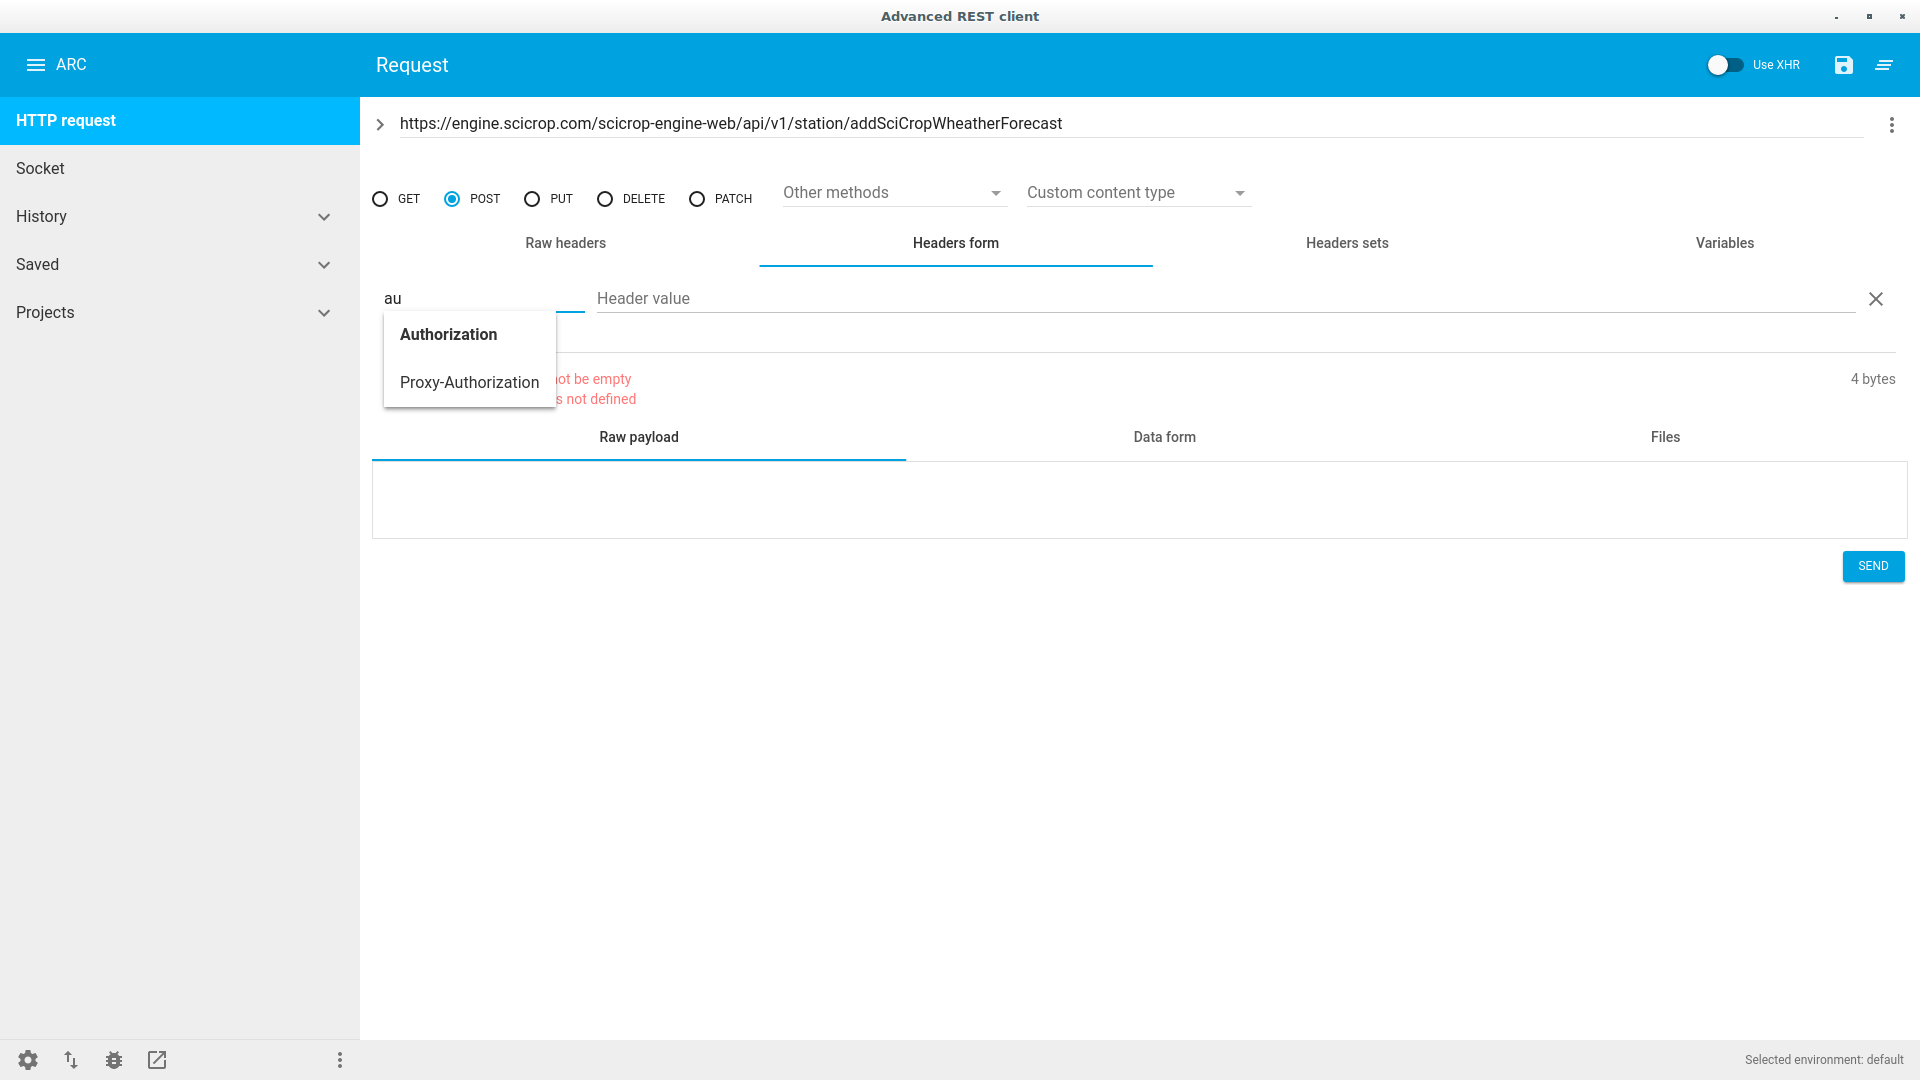 Advanced REST client
ARC
Request
Use XHR
HTTP request
Socket
History
Saved
Projects
https://engine.scicrop.com/scicrop-engine-web/api/v1/station/addSciCropWheatherForecast
GET POST PUT DELETE PATCH Other methods Custom content type
Raw headers Headers form Headers sets Variables
au Header value
Authorization
Proxy-Authorization
not be empty 4 bytes
s not defined
Raw payload Data form Files
SEND
Selected environment: default